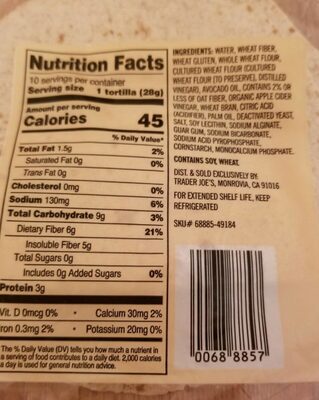 Nutrition Facts
10 servings per container
Serving size 1 tortilla (28g)
Amount per serving
Calories 45
% Daily Value*
Total Fat 1.5g 2%
Saturated Fat 0g 0%
Trans Fat 0g
Cholesterol 0mg 0%
Sodium 130mg 6%
Total Carbohydrate 9g 3%
Dietary Fiber 6g 21%
Insoluble Fiber 5g
Total Sugars 0g
Includes 0g Added Sugars 0%
Protein 3g
Vit. D 0mcg 0% • Calcium 30mg 2%
Iron 0.3mg 2% • Potassium 20mg 0%
* The % Daily Value (DV) tells you how much a nutrient in
a serving of food contributes to a daily diet. 2,000 calories
a day is used for general nutrition advice.
INGREDIENTS: WATER, WHEAT FIBER,
WHEAT GLUTEN, WHOLE WHEAT FLOUR,
CULTURED WHEAT FLOUR (CULTURED
WHEAT FLOUR [TO PRESERVE], DISTILLED
VINEGAR), AVOCADO OIL, CONTAINS 2% OR
LESS OF OAT FIBER, ORGANIC APPLE CIDER
VINEGAR, WHEAT BRAN, CITRIC ACID
(ACIDIFIER), PALM OIL, DEACTIVATED YEAST,
SALT, SOY LECITHIN, SODIUM ALGINATE,
GUAR GUM, SODIUM BICARBONATE,
SODIUM ACID PYROPHOSPHATE,
CORNSTARCH, MONOCALCIUM PHOSPHATE.
CONTAINS SOY, WHEAT.
DIST. & SOLD EXCLUSIVELY BY:
TRADER JOE'S, MONROVIA, CA 91016
FOR EXTENDED SHELF LIFE, KEEP
REFRIGERATED
SKU# 68885-49184
0068 8857